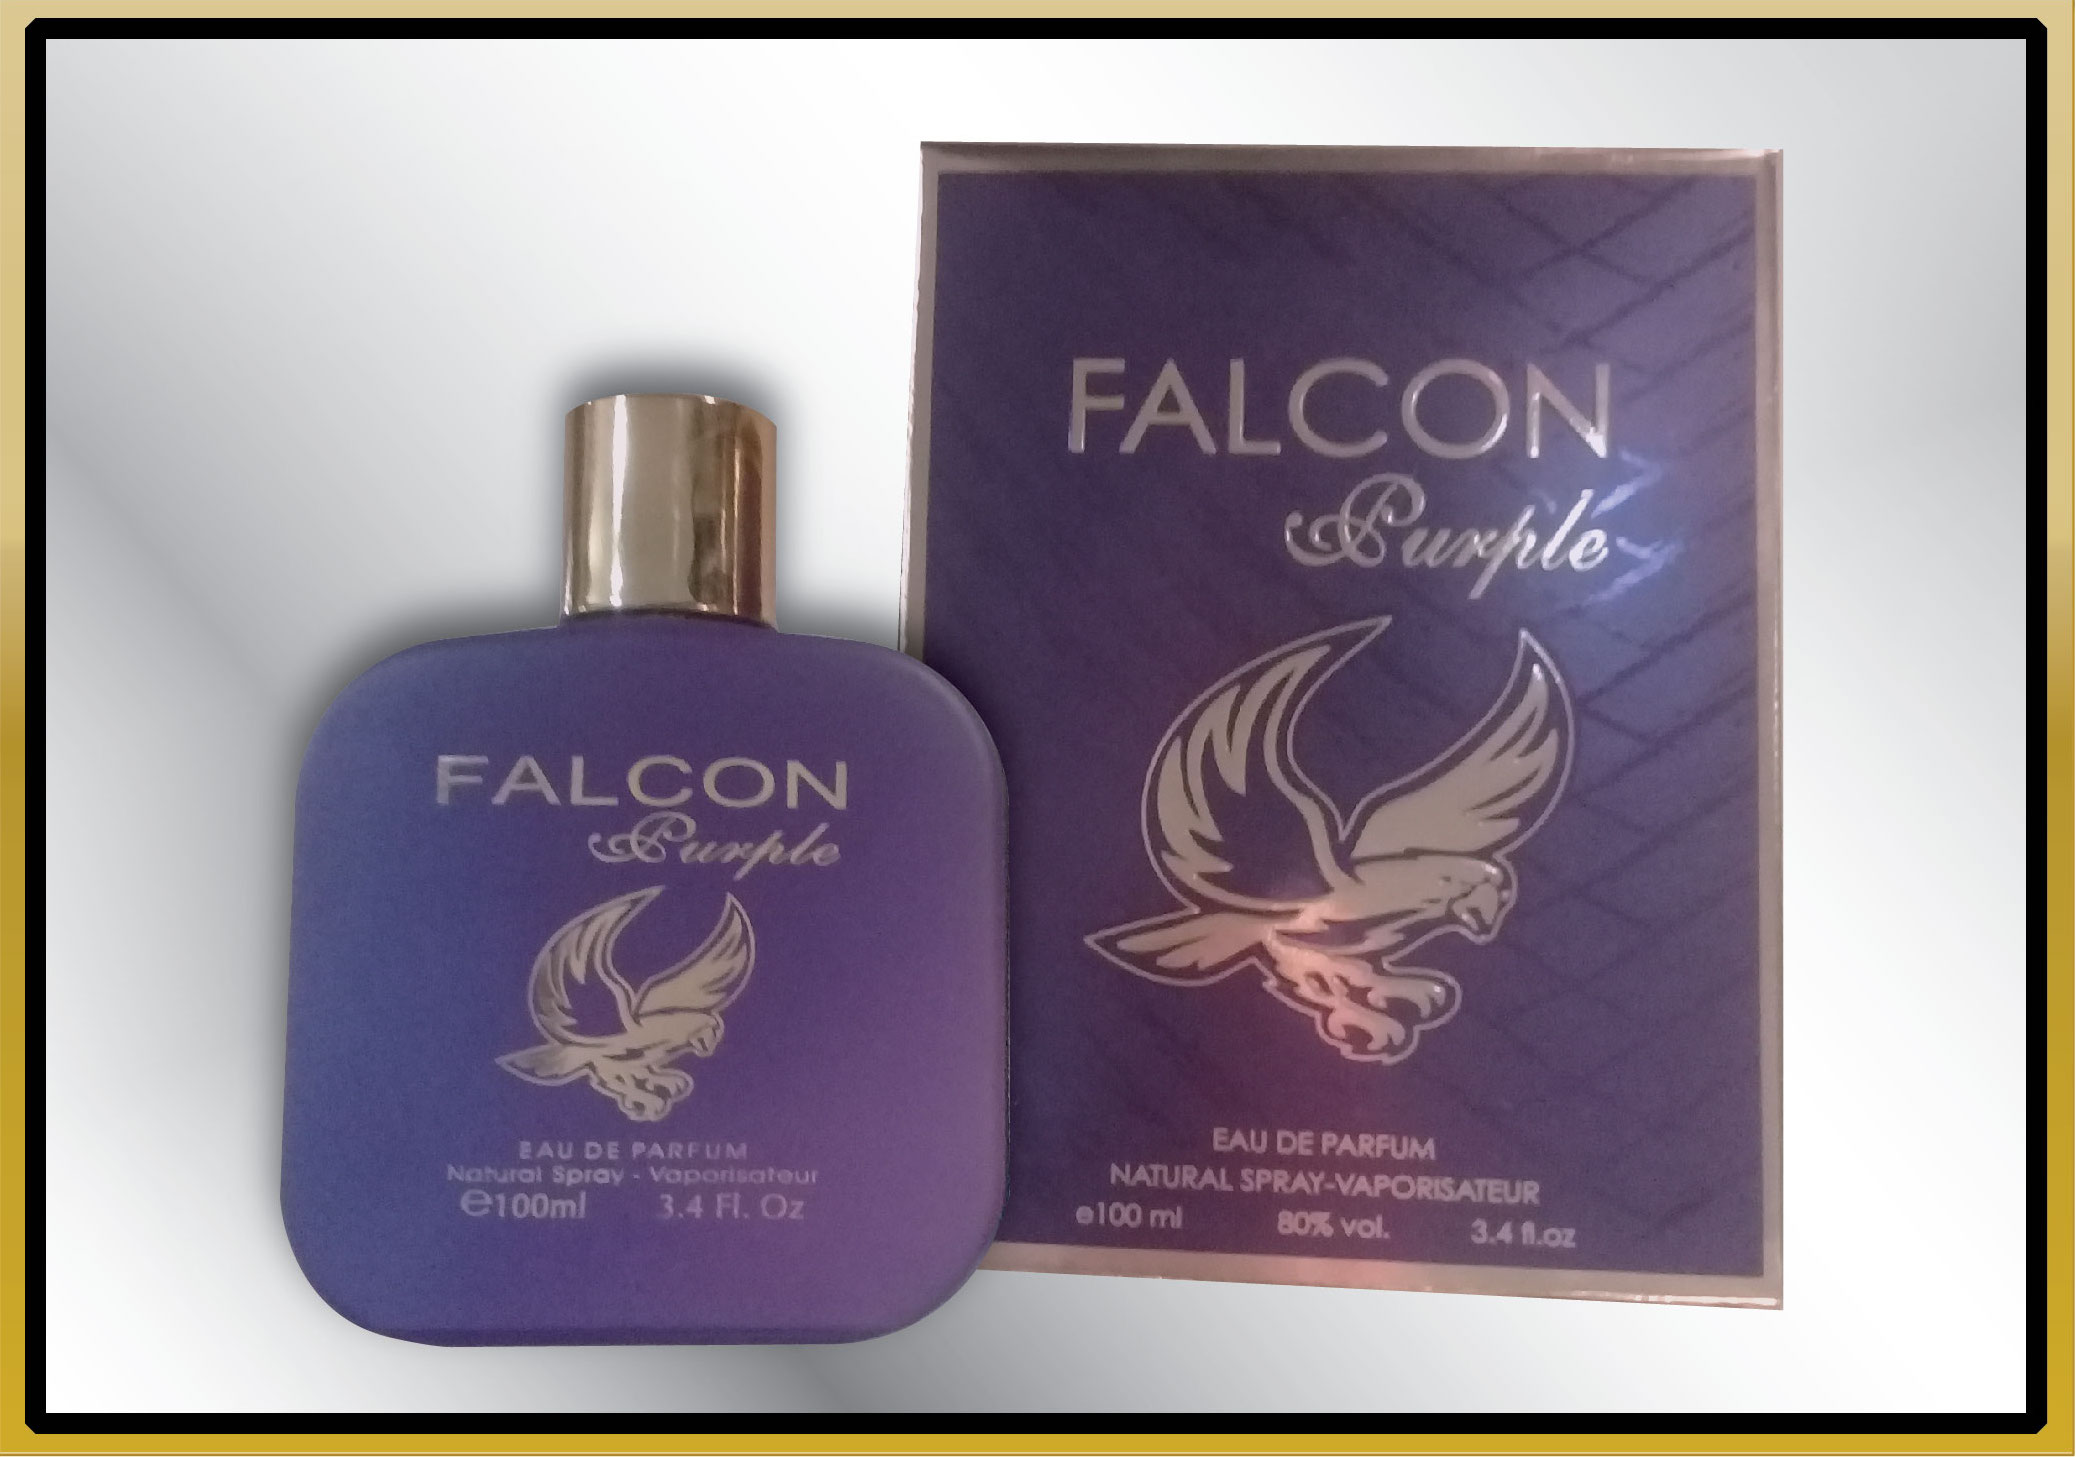 FALCON
Purple
EAU DE PARFUM
Natural Spray - Vaporisateur
e100ml 3.4 Fl. Oz
FALCON
Purple
EAU DE PARFUM
NATURAL SPRAY-VAPORISATEUR
e100 ml 80% vol. 3.4 fl.oz